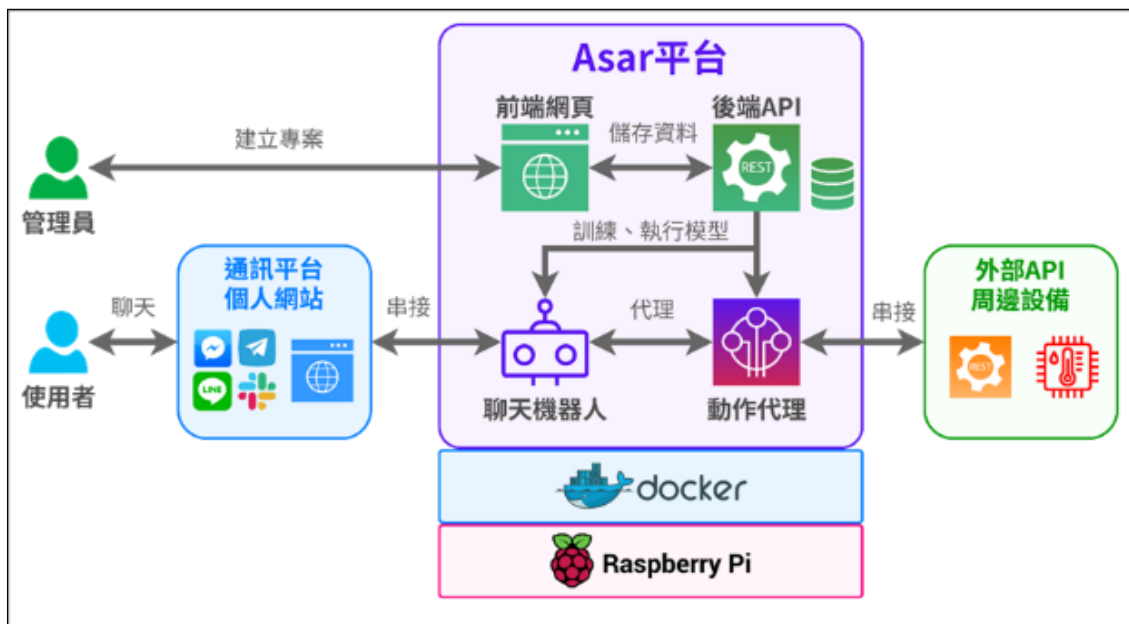 Asar平台
前端網頁
後端API
建立專案
儲存資料
REST
管理員
訓練、執行模型
通訊平台
個人網站
外部API
周邊設備
聊天
串接
代理
串接
LINE
REST
使用者
聊天機器人
動作代理
docker
Raspberry Pi